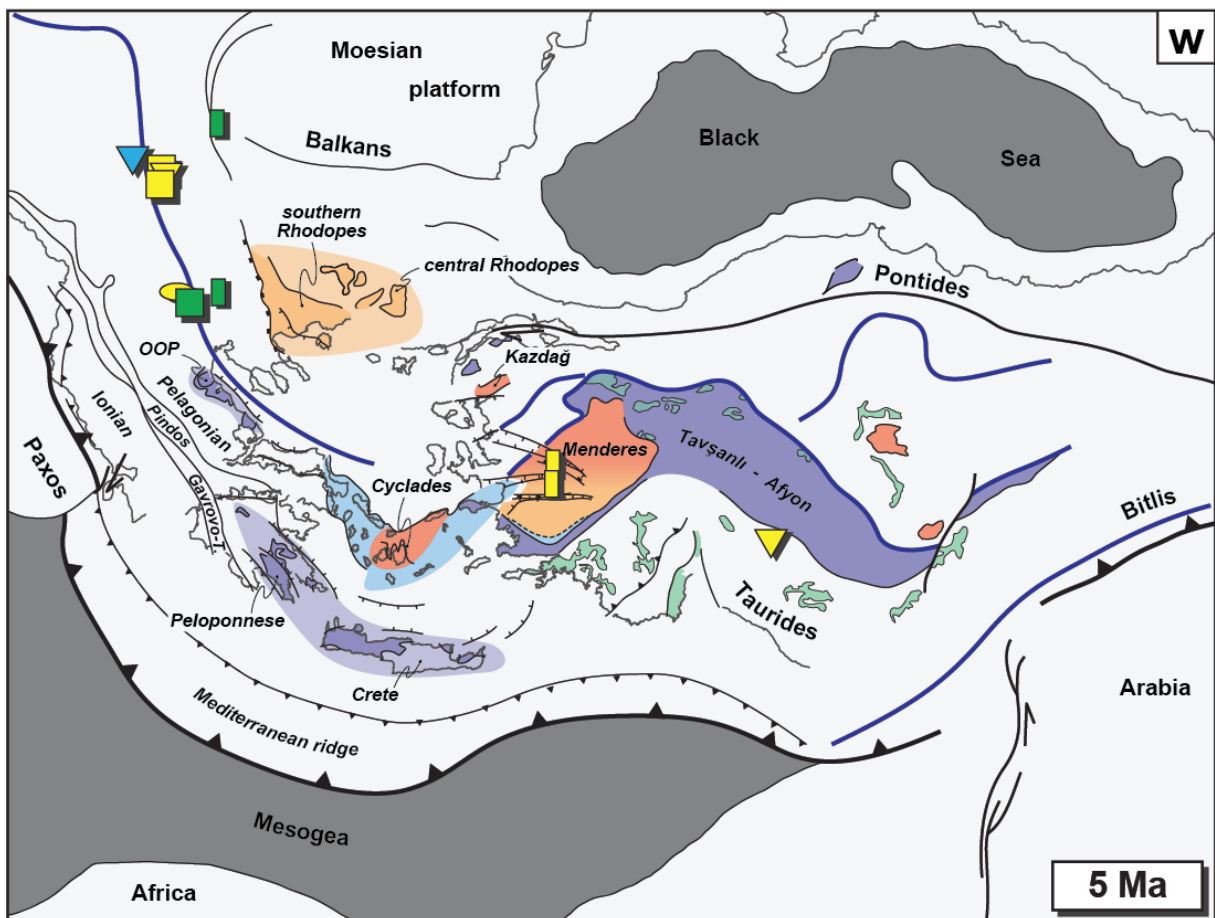 W
Moesian
platform
Balkans
Black
Sea
southern
Rhodopes
central Rhodopes
Pontides
OOP
Kazdağ
Pelagonian
Ionian
Pindos
Paxos
Gavrovo-T.
Menderes
Tavşanlı - Afyon
Cyclades
Bitlis
Peloponnese
Taurides
Crete
Arabia
Mediterranean ridge
Mesogea
Africa
5 Ma